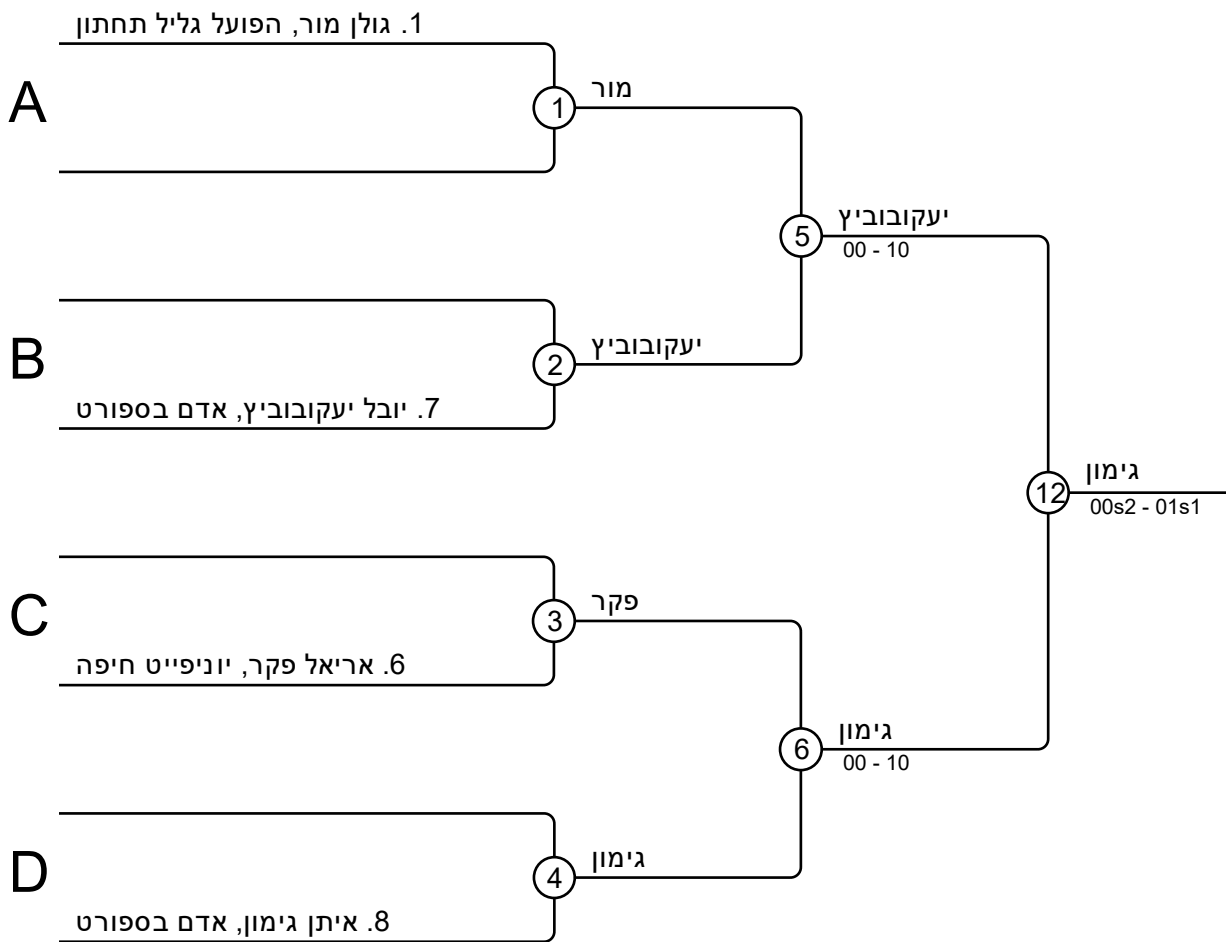 1. גולן מור, הפועל גליל תחתון
A
1
מור
5
יעקובוביץ
00 - 10
B
2
יעקובוביץ
7. יובל יעקובוביץ, אדם בספורט
12
גימון
00s2 - 01s1
C
3
פקר
6. אריאל פקר, יוניפייט חיפה
6
גימון
00 - 10
D
4
גימון
8. איתן גימון, אדם בספורט